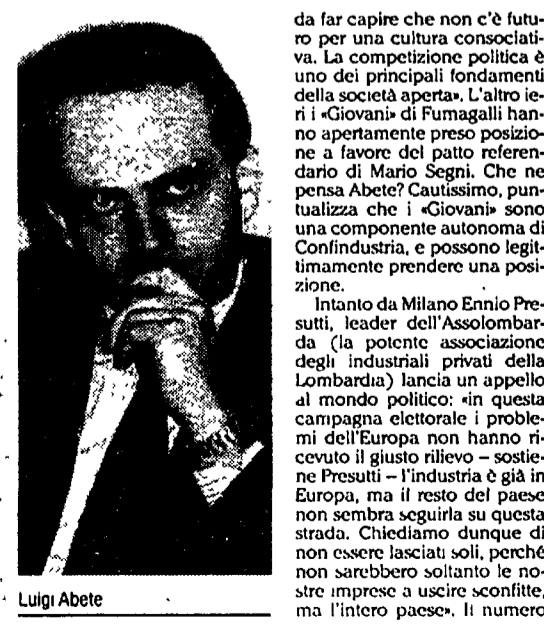 da far capire che non c'è futu-
ro per una cultura consociati-
va. La competizione politica è
uno dei principali fondamenti
della società aperta». L'altro ie-
ri i «Giovani» di Fumagalli han-
no apertamente preso posizio-
ne a favore del patto referen-
dario di Mario Segni. Che ne
pensa Abete? Cautissimo, pun-
tualizza che i «Giovani» sono
una componente autonoma di
Confindustria, e possono legit-
timamente prendere una posi-
zione.
Intanto da Milano Ennio Pre-
sutti, leader dell'Assolombar-
da (la potente associazione
degli industriali privati della
Lombardia) lancia un appello
al mondo politico: «in questa
campagna elettorale i proble-
mi dell'Europa non hanno ri-
cevuto il giusto rilievo – sostie-
ne Presutti – l'industria è già in
Europa, ma il resto del paese
non sembra seguirla su questa
strada. Chiediamo dunque di
non essere lasciati soli, perché
non sarebbero soltanto le no-
stre imprese a uscire sconfitte,
ma l'intero paese». Il numero
Luigi Abete